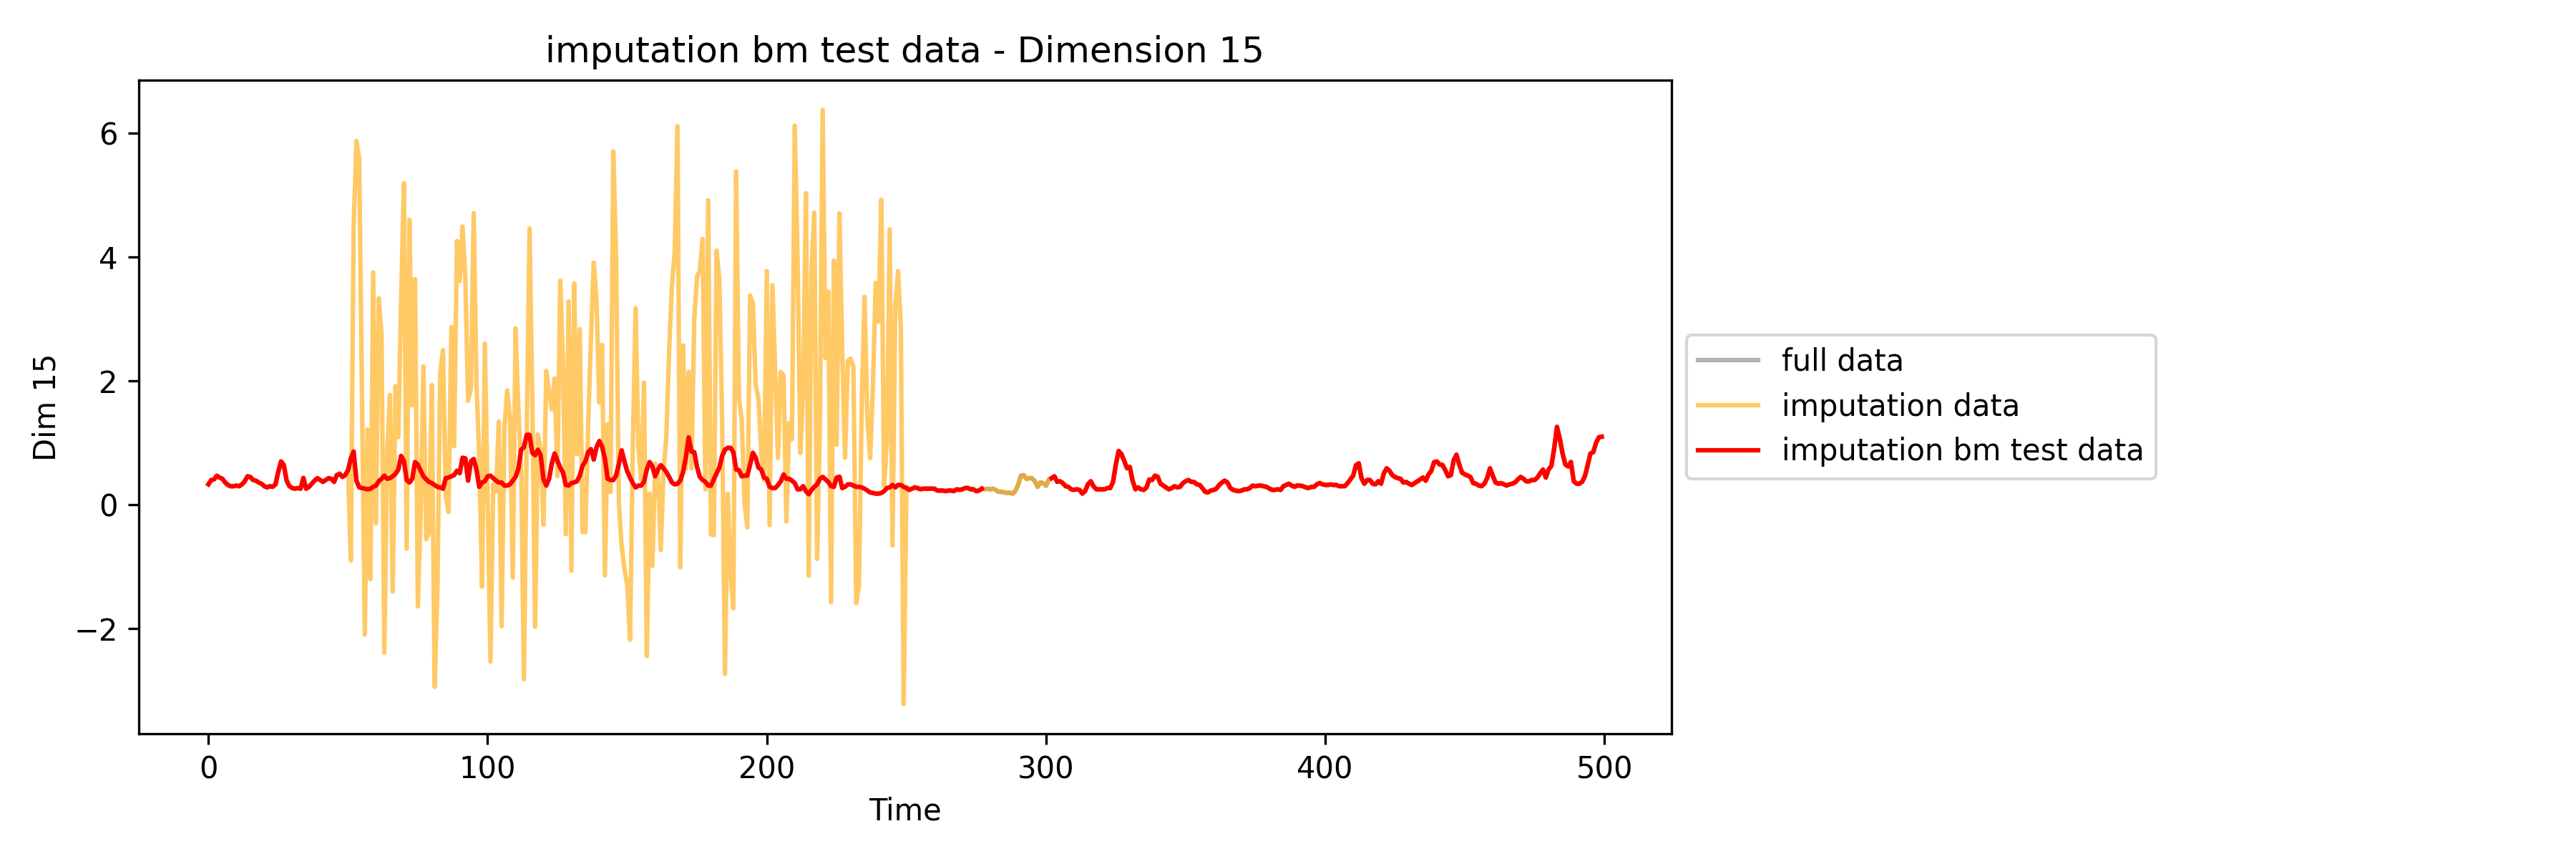 imputation bm test data - Dimension 15
6
4
2
0
−2
Dim 15
0 100 200 300 400 500
Time
full data
imputation data
imputation bm test data